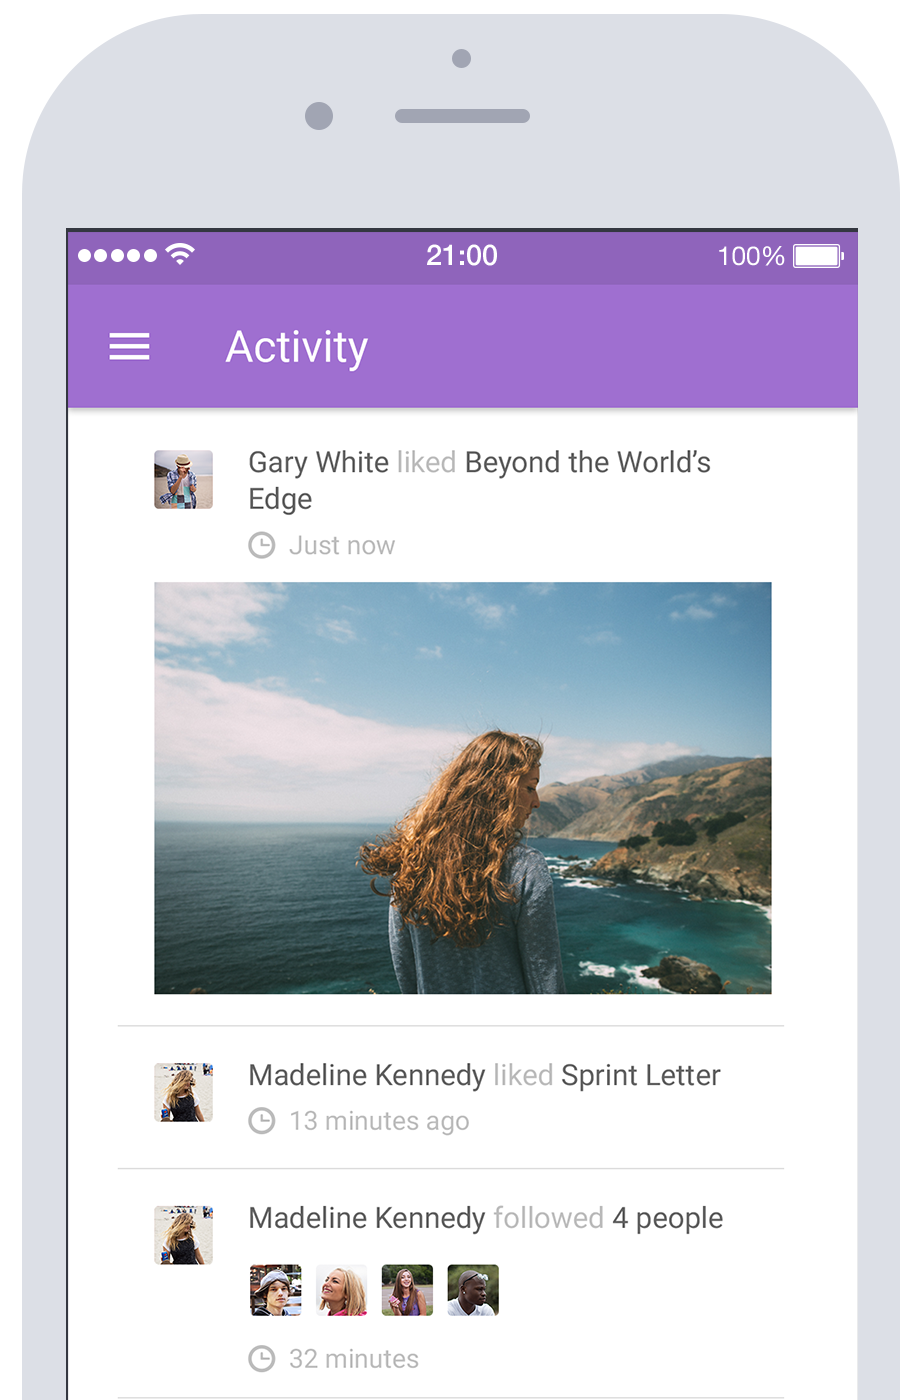 21:00
100%
Activity
Gary White liked Beyond the World’s
Edge
Just now
Madeline Kennedy liked Sprint Letter
13 minutes ago
Madeline Kennedy followed 4 people
32 minutes